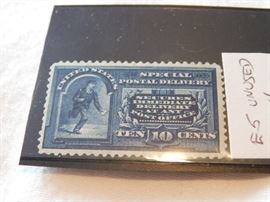 UNITED STATES
SPECIAL
POSTAL DELIVERY
SECURES
IMMEDIATE
DELIVERY
AT ANY
POST OFFICE
TEN 10 CENTS
E5 UNUSED